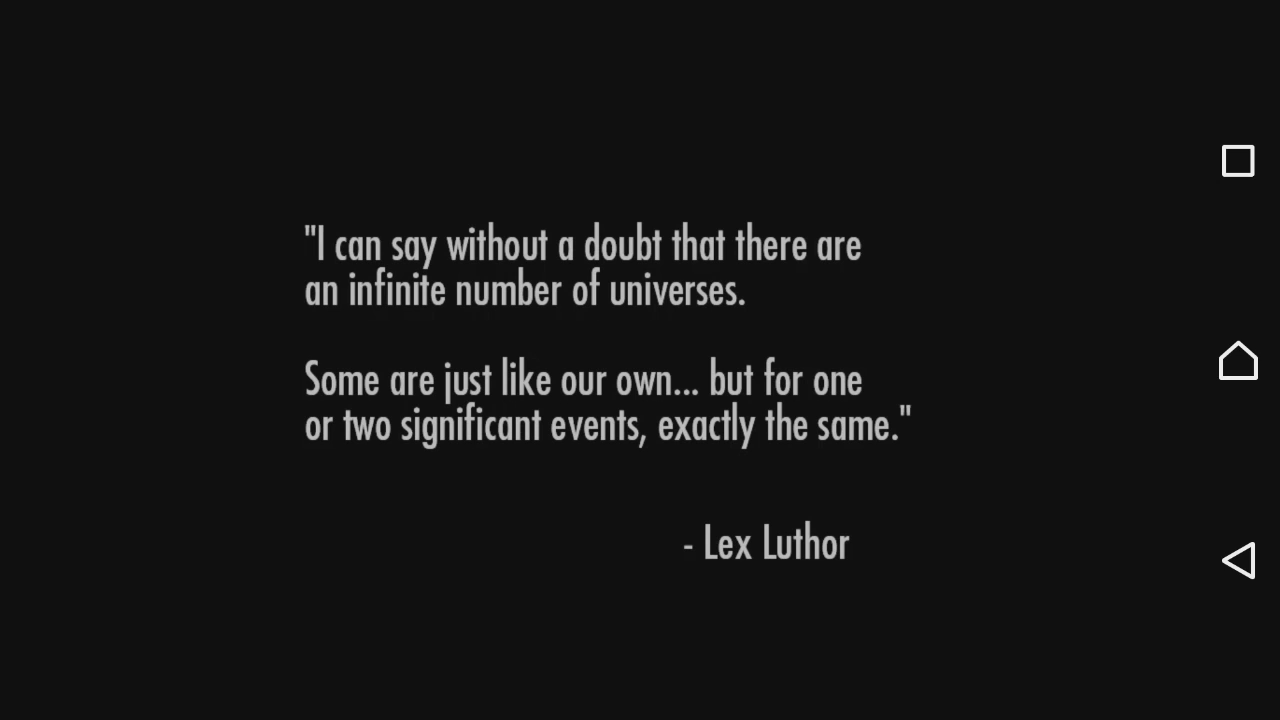 "I can say without a doubt that there are
an infinite number of universes.
Some are just like our own... but for one
or two significant events, exactly the same."
- Lex Luthor